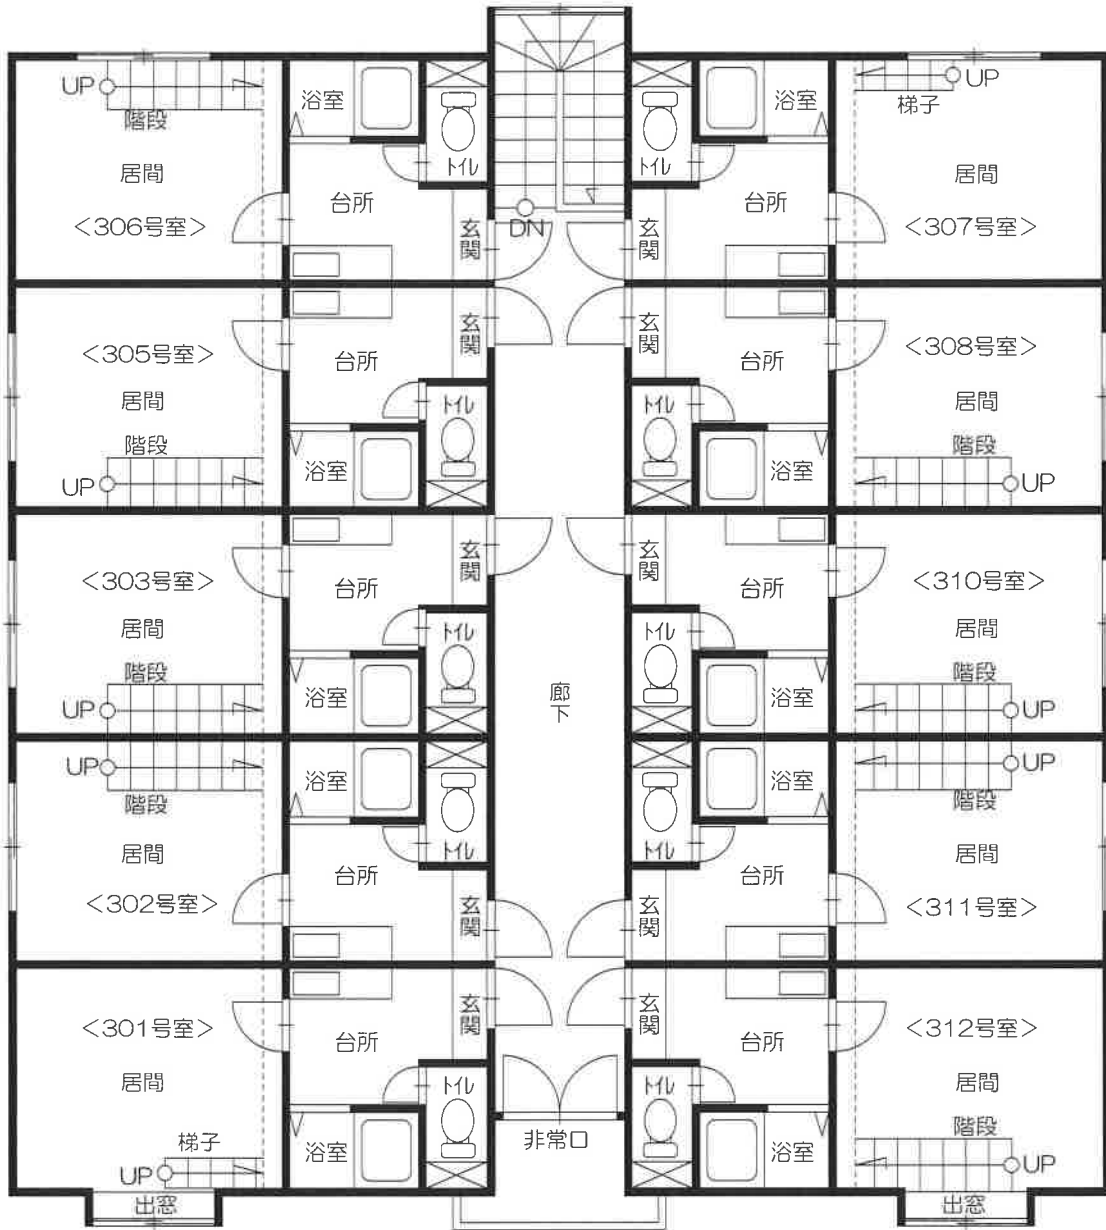 UP
階段
居間
<306号室>
浴室
トイレ
台所
玄関
DN
トイレ
浴室
台所
玄関
UP
梯子
居間
<307号室>
<305号室>
居間
階段
UP
台所
玄関
トイレ
浴室
玄関
台所
トイレ
浴室
<308号室>
居間
階段
UP
<303号室>
居間
階段
UP
台所
玄関
トイレ
浴室
廊下
玄関
台所
トイレ
浴室
<310号室>
居間
階段
UP
UP
階段
居間
<302号室>
浴室
トイレ
台所
玄関
トイレ
浴室
台所
玄関
UP
階段
居間
<311号室>
<301号室>
居間
梯子
UP
出窓
台所
玄関
トイレ
浴室
非常口
玄関
台所
トイレ
浴室
<312号室>
居間
階段
UP
出窓